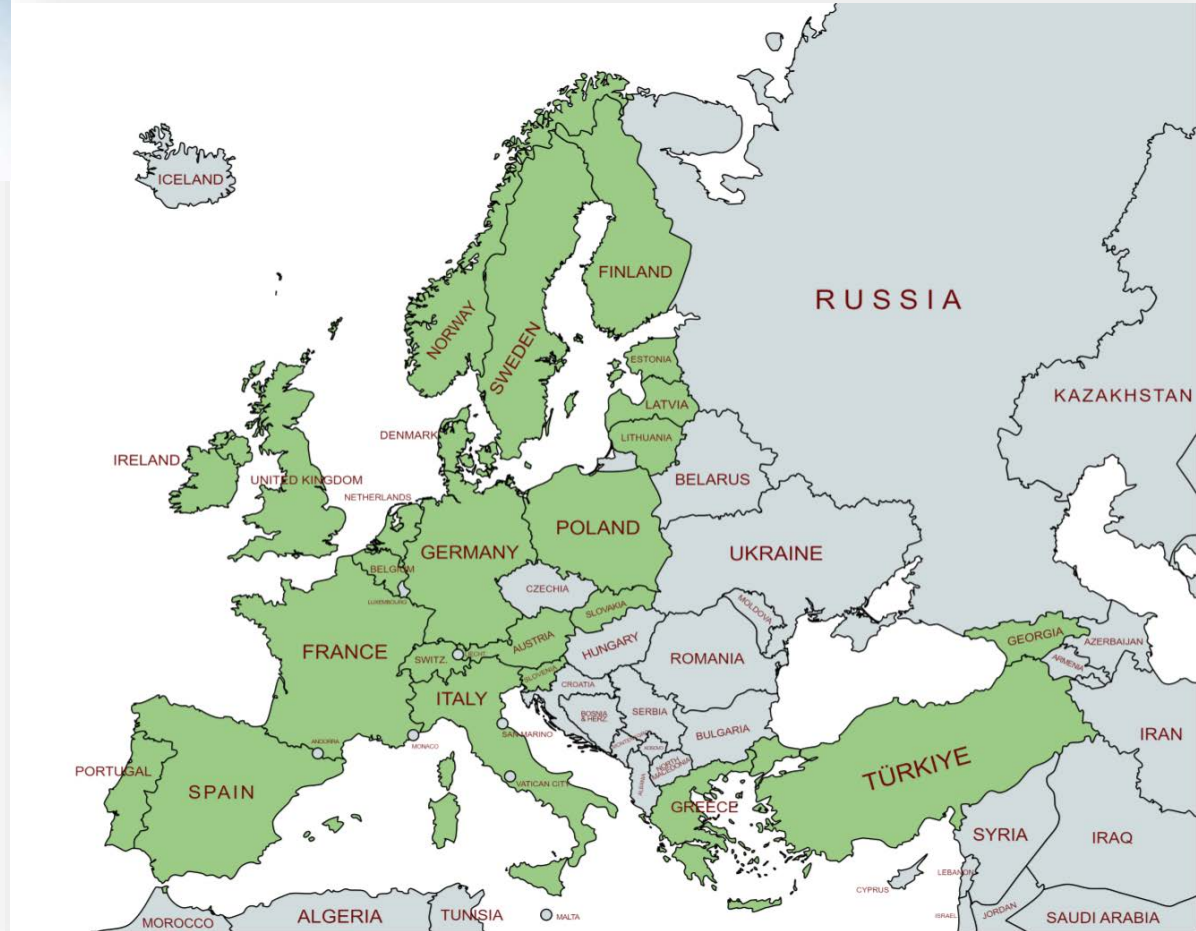 ICELAND
FINLAND
RUSSIA
NORWAY
SWEDEN
ESTONIA
KAZAKHSTAN
LATVIA
DENMARK
LITHUANIA
IRELAND
UNITED KINGDOM
BELARUS
NETHERLANDS
POLAND
GERMANY
UKRAINE
BELGIUM
CZECHIA
LUXEMBOURG
SLOVAKIA
MOLDOVA
AUSTRIA
GEORGIA
AZERBAIJAN
HUNGARY
FRANCE
SWITZ.
LIECHT.
ROMANIA
ARMENIA
SLOVENIA
CROATIA
ITALY
BOSNIA
& HERZ.
SERBIA
BULGARIA
SAN MARINO
IRAN
MONTENEGRO
KOSOVO
ANDORRA
MONACO
NORTH
MACEDONIA
PORTUGAL
SPAIN
VATICAN CITY
ALBANIA
TÜRKIYE
GREECE
SYRIA
IRAQ
LEBANON
CYPRUS
MOROCCO
ALGERIA
TUNISIA
MALTA
ISRAEL
JORDAN
SAUDI ARABIA